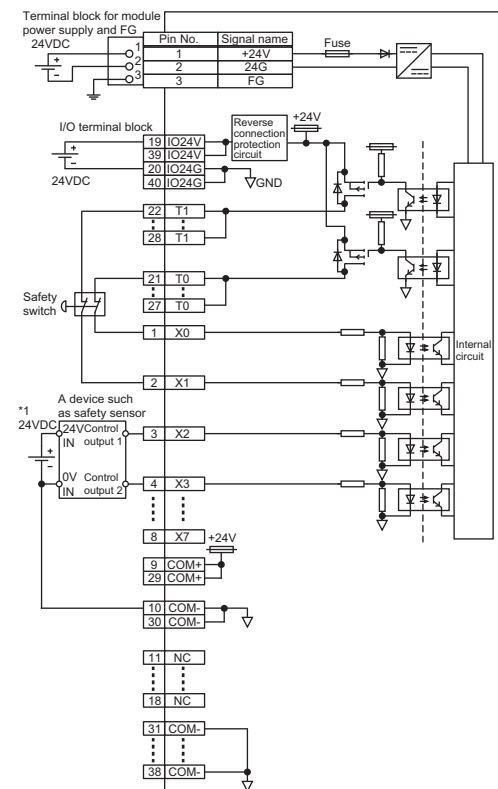 Terminal block for module
power supply and FG
24VDC
+
−
1
2
3
Pin No. Signal name
1 +24V
2 24G
3 FG
Fuse
I/O terminal block
+
−
24VDC
19 IO24V
39 IO24V
20 IO24G
40 IO24G
Reverse
connection
protection
circuit
+24V
GND
22 T1
28 T1
21 T0
27 T0
Safety
switch
1 X0
2 X1
Internal
circuit
A device such
as safety sensor
*1
24VDC
+
−
24V
IN
Control
output 1
0V
IN
Control
output 2
3 X2
4 X3
8 X7
+24V
9 COM+
29 COM+
10 COM-
30 COM-
11 NC
18 NC
31 COM-
38 COM-